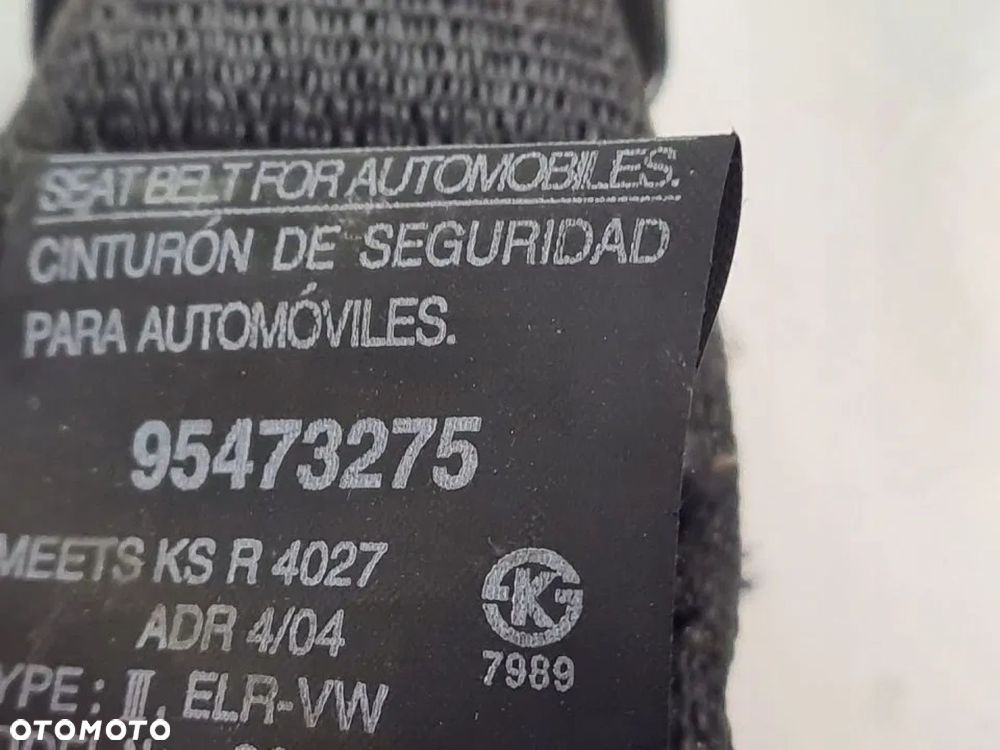 SEAT BELT FOR AUTOMOBILES.
CINTURÓN DE SEGURIDAD
PARA AUTOMÓVILES.
95473275
MEETS KS R 4027
ADR 4/04
K
7989
YPE : III, ELR-VW
OTOMOTO